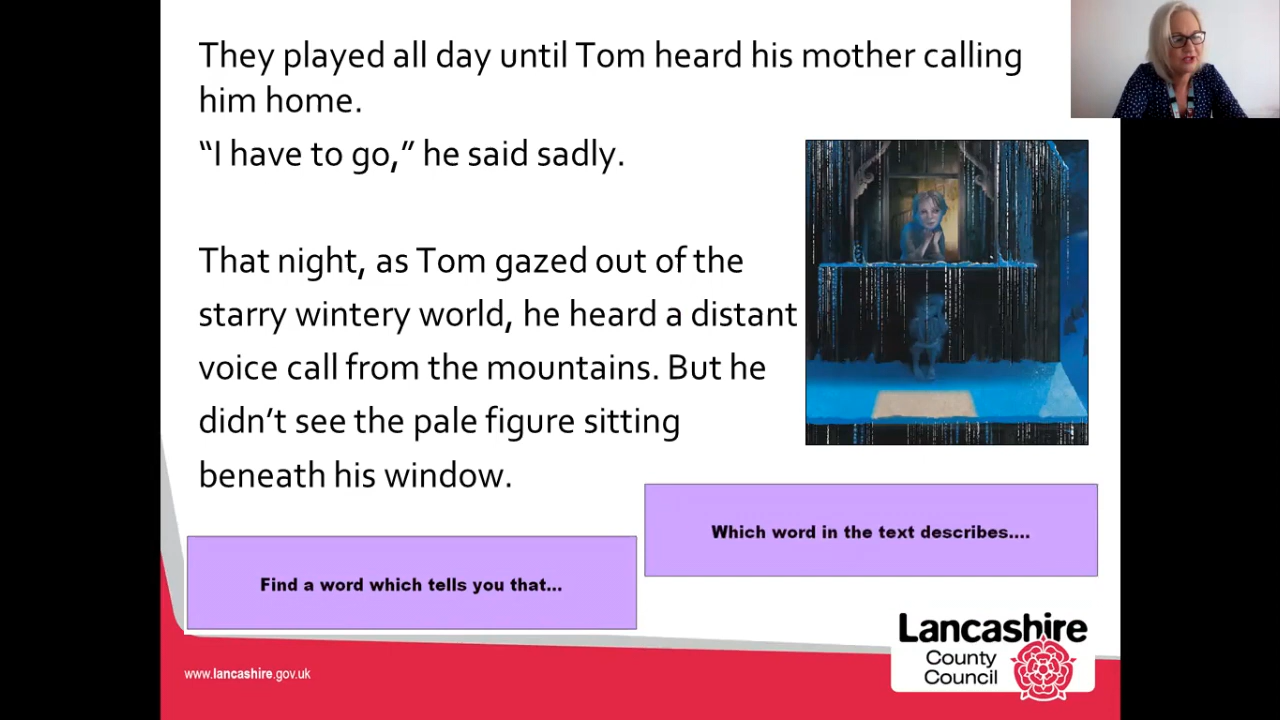 They played all day until Tom heard his mother calling
him home.
“I have to go,” he said sadly.
That night, as Tom gazed out of the
starry wintery world, he heard a distant
voice call from the mountains. But he
didn’t see the pale figure sitting
beneath his window.
Which word in the text describes....
Find a word which tells you that...
www.lancashire.gov.uk
Lancashire
County
Council